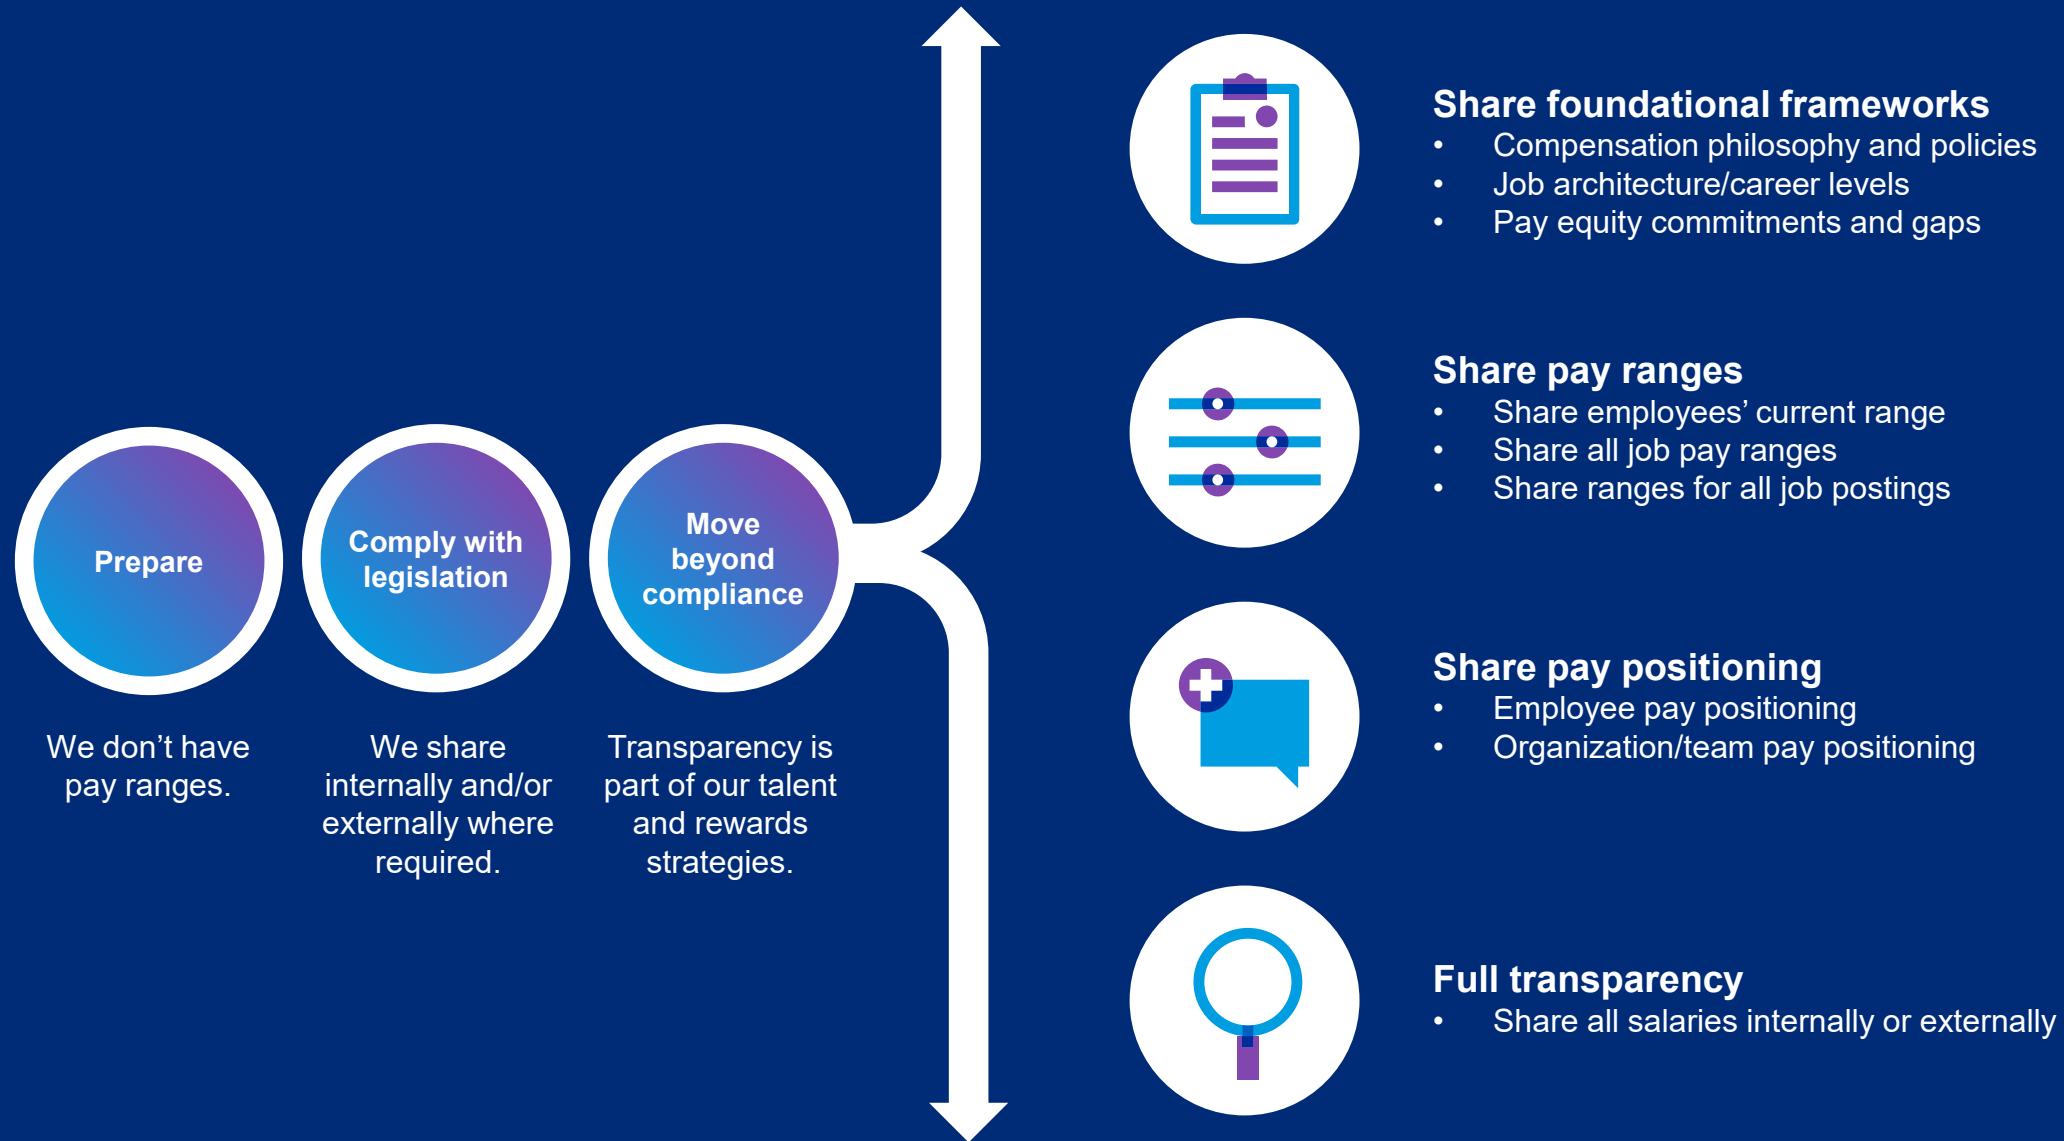 Prepare
We don’t have
pay ranges.
Comply with
legislation
We share
internally and/or
externally where
required.
Move
beyond
compliance
Transparency is
part of our talent
and rewards
strategies.
Share foundational frameworks
• Compensation philosophy and policies
• Job architecture/career levels
• Pay equity commitments and gaps
Share pay ranges
• Share employees’ current range
• Share all job pay ranges
• Share ranges for all job postings
Share pay positioning
• Employee pay positioning
• Organization/team pay positioning
Full transparency
• Share all salaries internally or externally